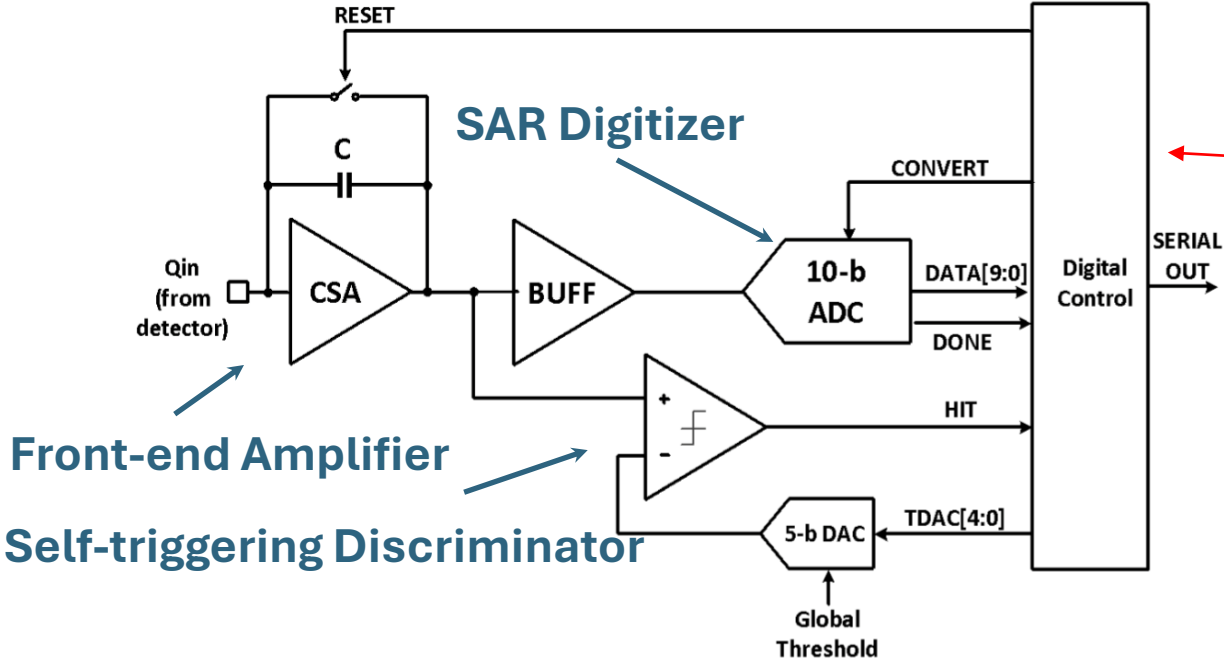 RESET
SAR Digitizer
C
CONVERT
Qin
(from
detector)
CSA
BUFF
10-b
ADC
DATA[9:0]
DONE
Digital
Control
SERIAL
OUT
+
-
HIT
Front-end Amplifier
Self-triggering Discriminator
5-b DAC
TDAC[4:0]
Global
Threshold